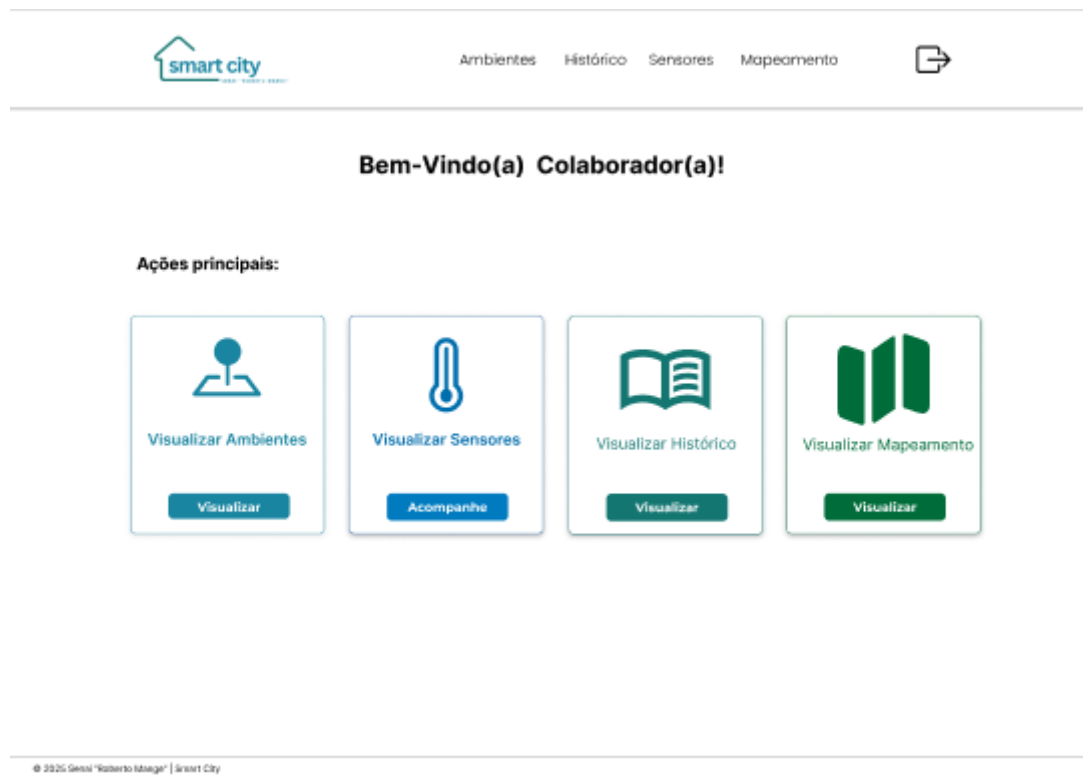 smart city
Ambientes Histórico Sensores Mapeamento
Bem-Vindo(a) Colaborador(a)!
Ações principais:
Visualizar Ambientes
Visualizar
Visualizar Sensores
Acompanhe
Visualizar Histórico
Visualizar
Visualizar Mapeamento
Visualizar
© 2025 Senai "Roberto Mange" | Smart City